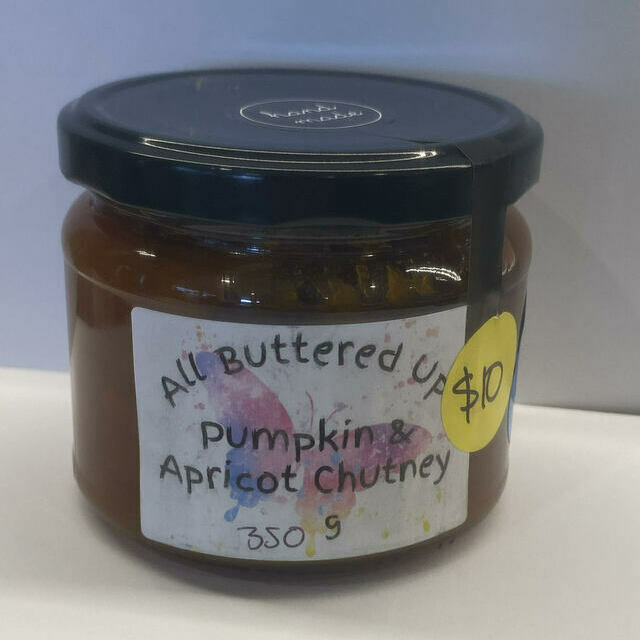 hand
made
All Buttered Up
$10
Pumpkin &
Apricot Chutney
350 g